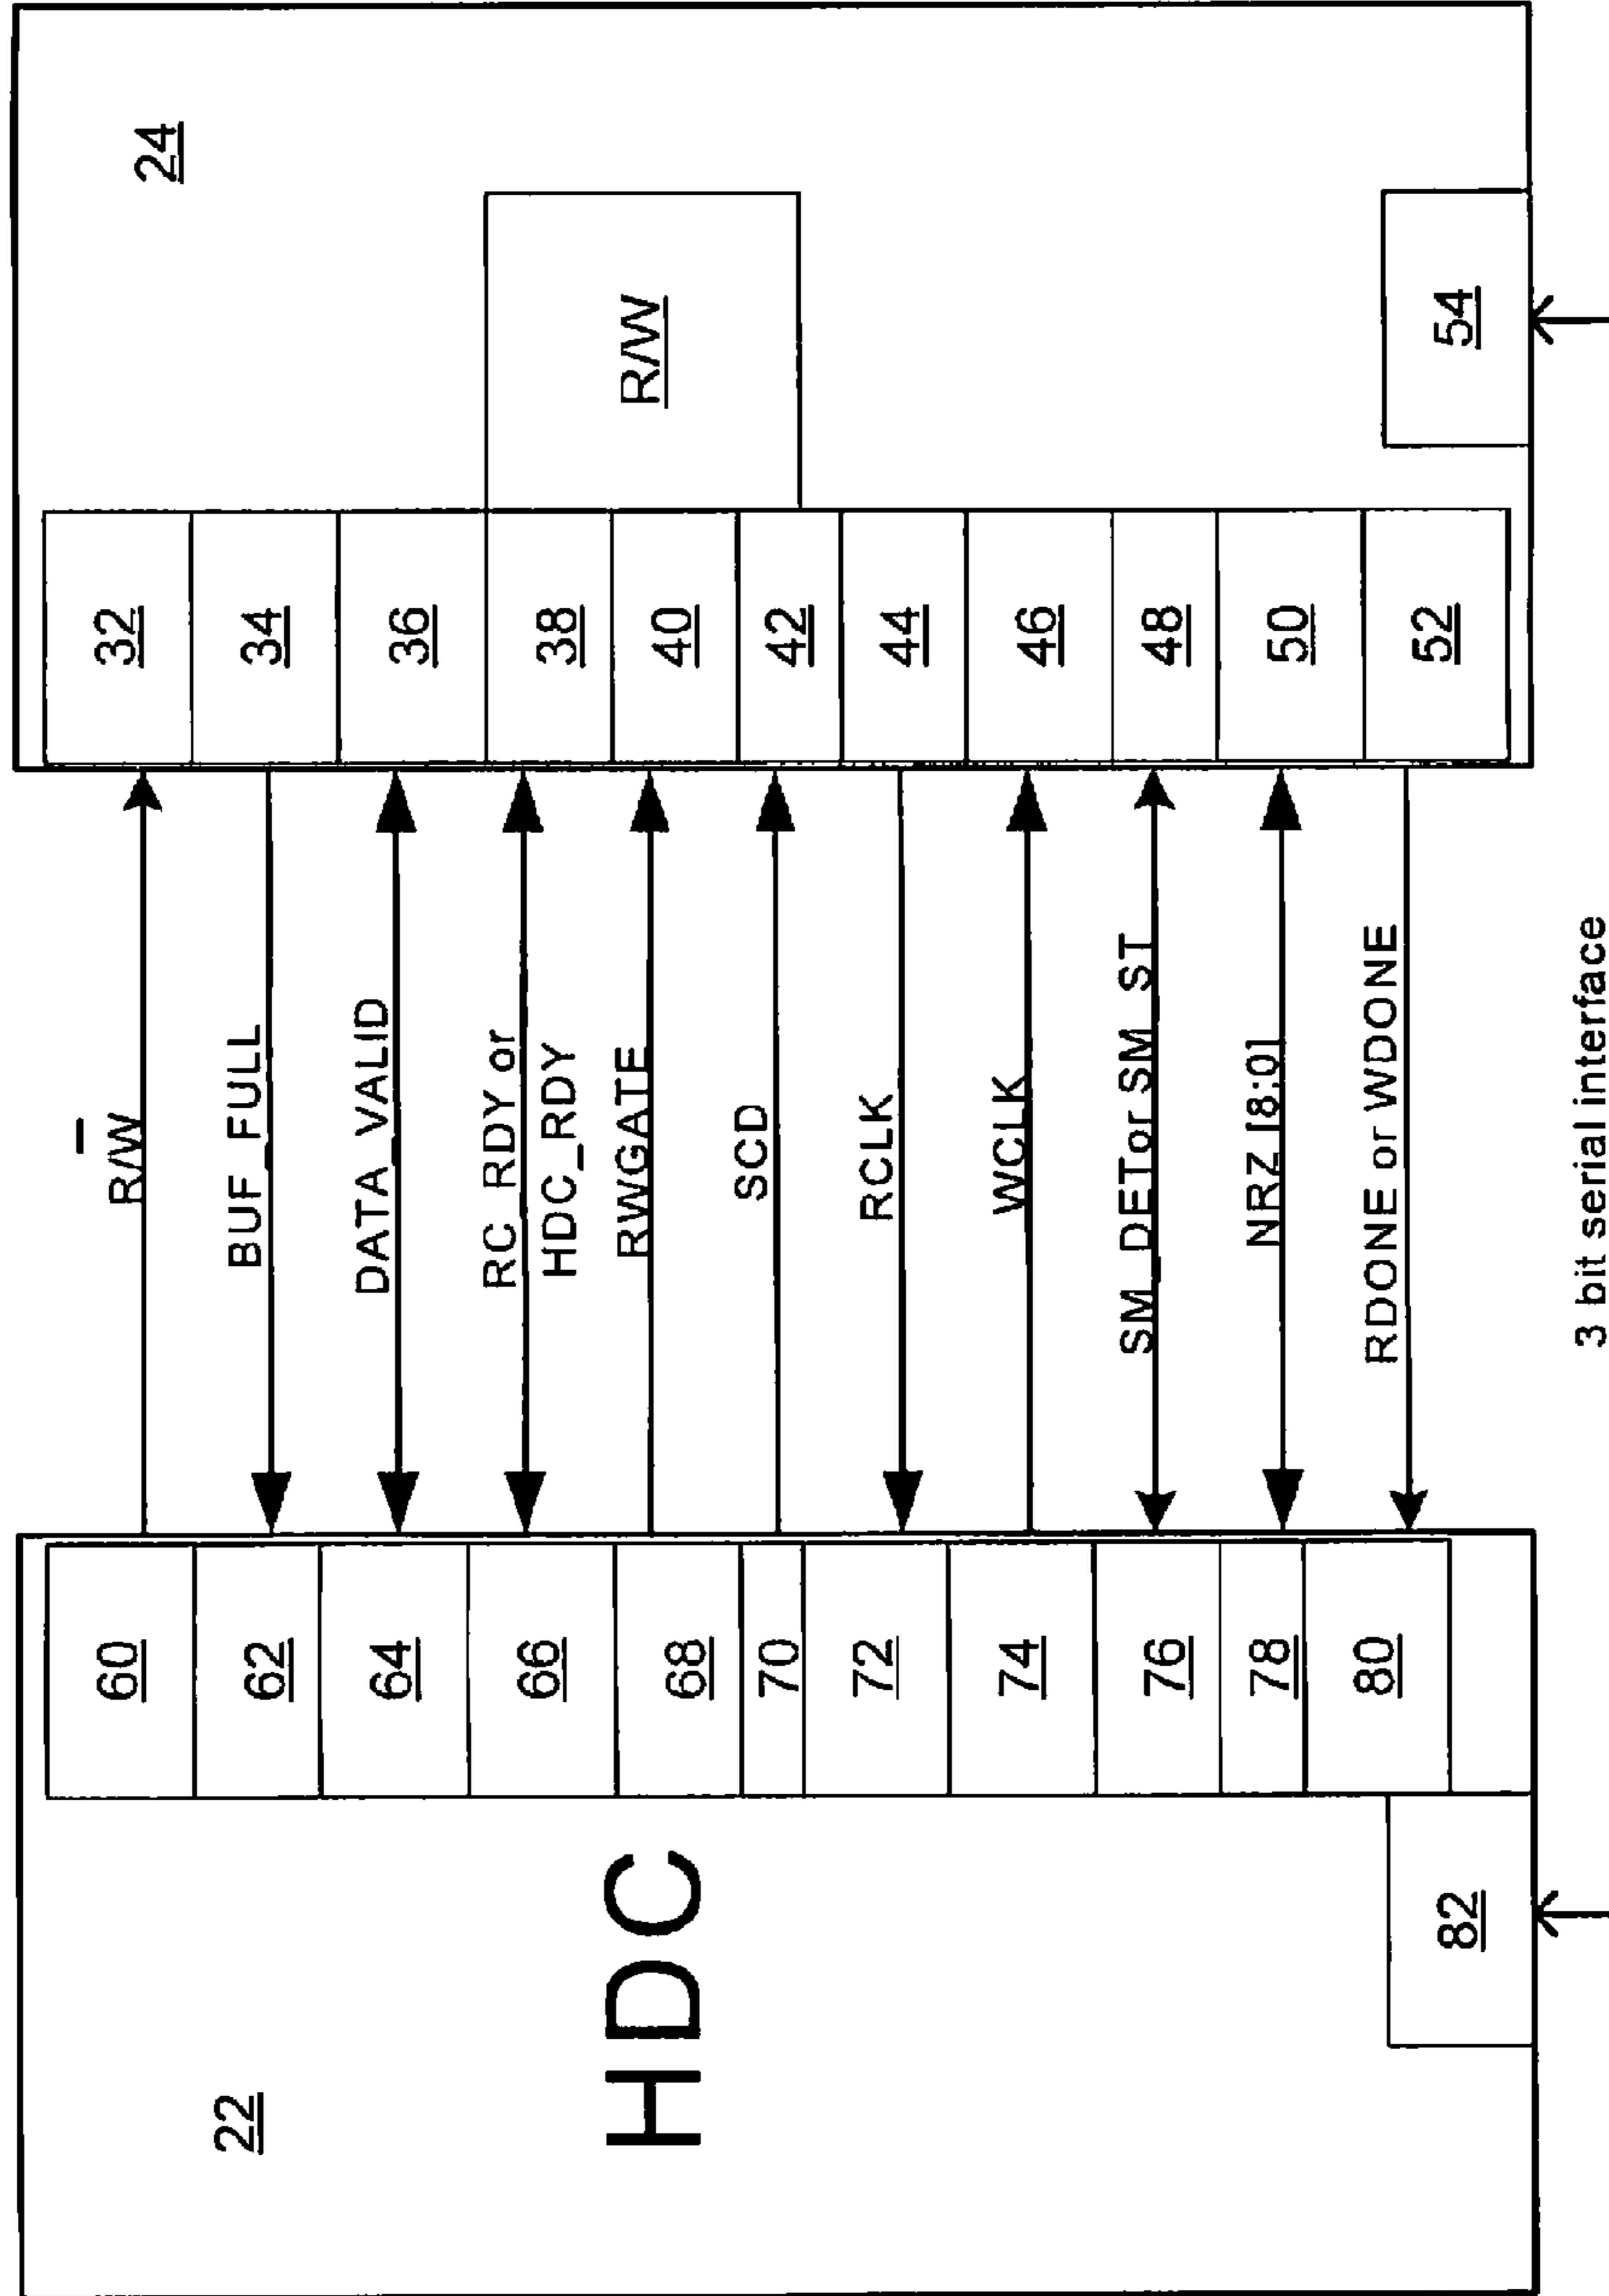 22
HDC
82
60
62
64
66
68
70
72
74
76
78
80
R/W̅
BUF_FULL
DATA_VALID
RC_RDY or
HDC_RDY
RWGATE
SCD
RCLK
WCLK
SM_DET or SM_ST
NRZ [8:0]
RDONE or WDONE
3 bit serial interface
32
34
36
38
40
42
44
46
48
50
52
R/W
24
54